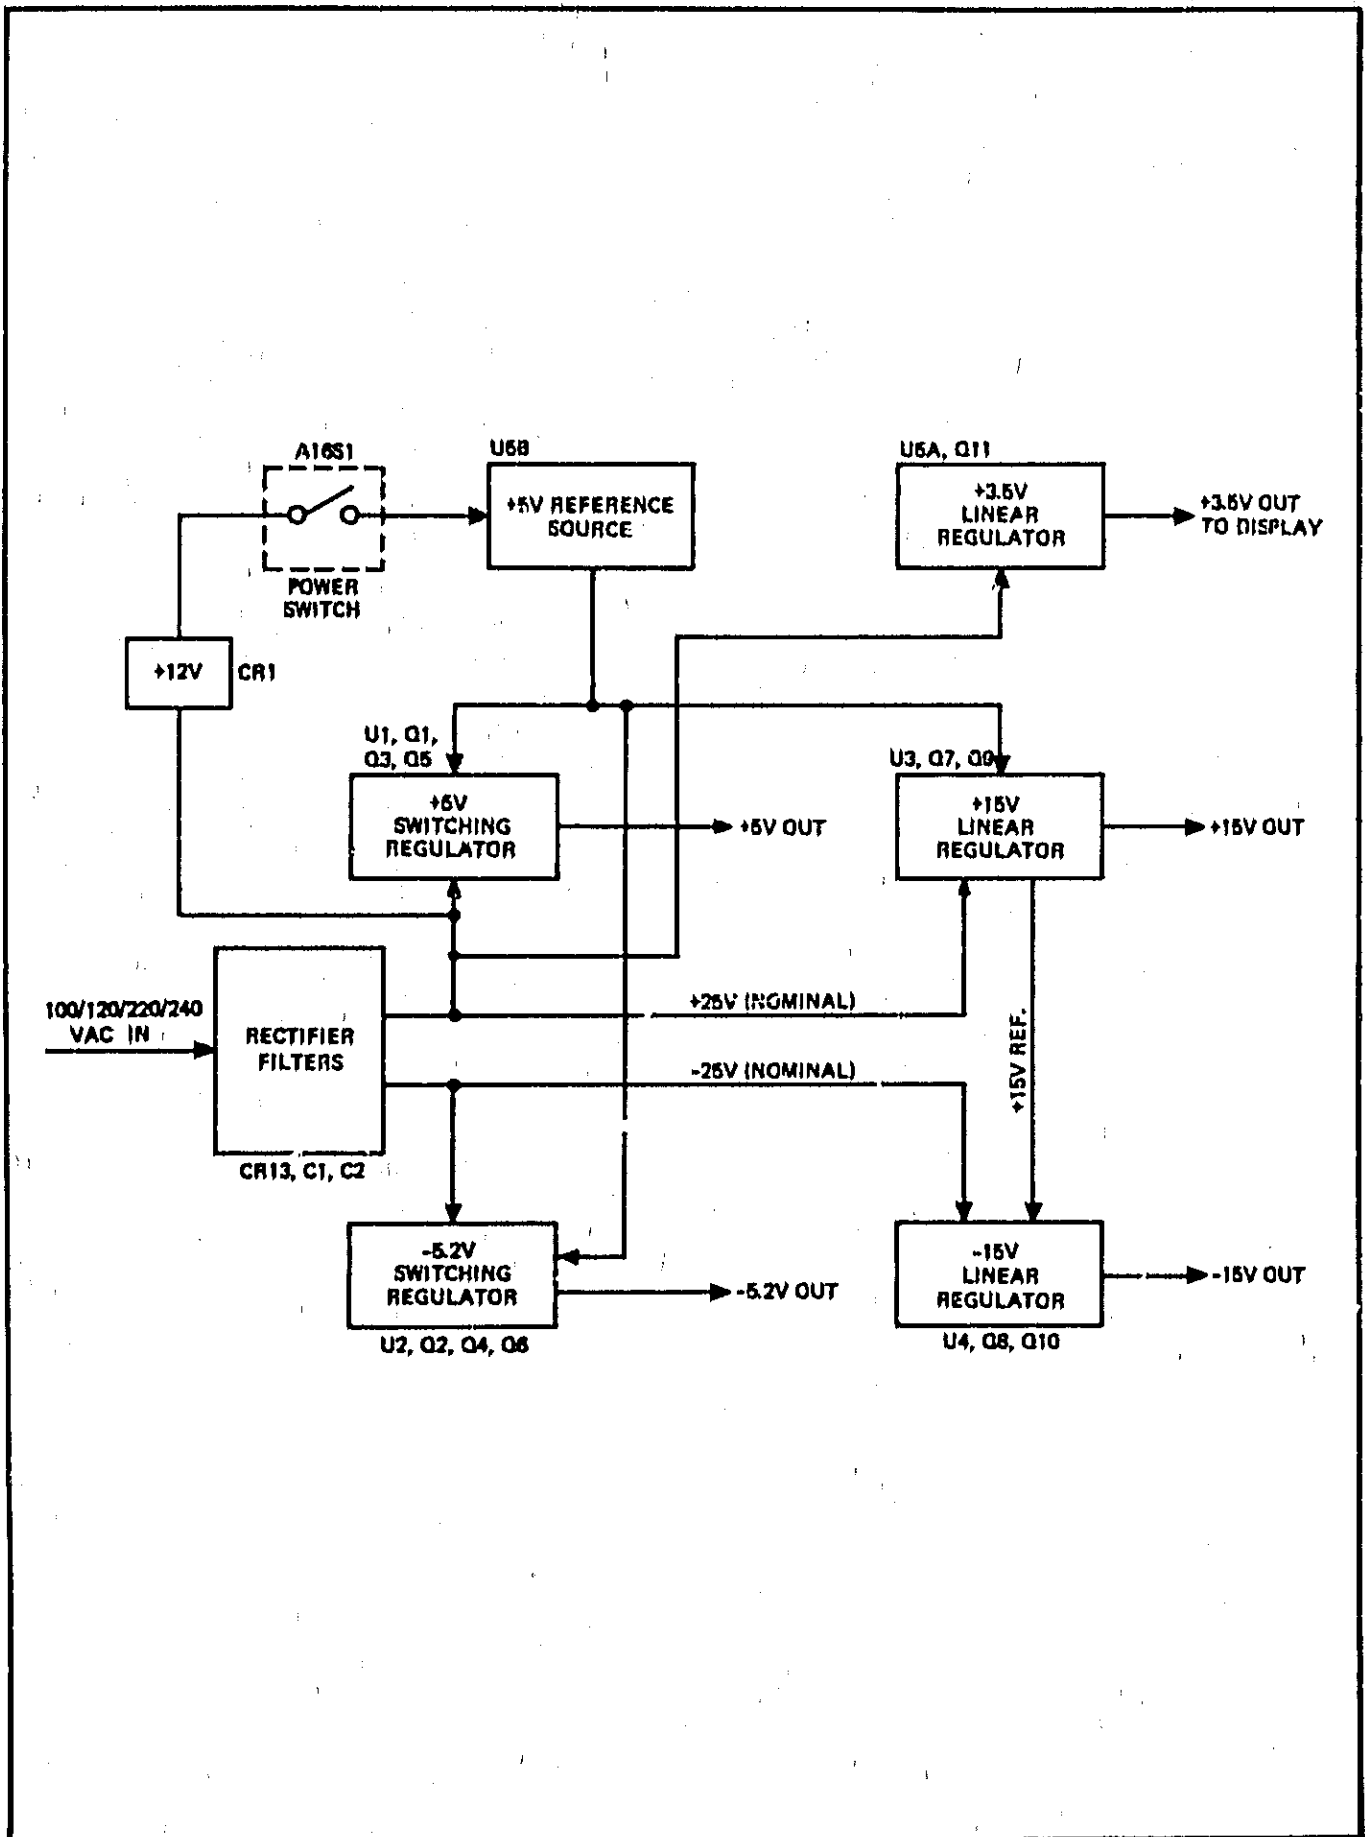 A16S1
POWER
SWITCH
U5B
+5V REFERENCE
SOURCE
U5A, Q11
+3.5V
LINEAR
REGULATOR
+3.5V OUT
TO DISPLAY
+12V
CR1
U1, Q1,
Q3, Q5
+5V
SWITCHING
REGULATOR
+5V OUT
U3, Q7, Q9
+15V
LINEAR
REGULATOR
+15V OUT
100/120/220/240
VAC IN
RECTIFIER
FILTERS
CR13, C1, C2
+25V (NOMINAL)
-25V (NOMINAL)
+15V REF.
-5.2V
SWITCHING
REGULATOR
-5.2V OUT
U2, Q2, Q4, Q6
-15V
LINEAR
REGULATOR
-15V OUT
U4, Q8, Q10